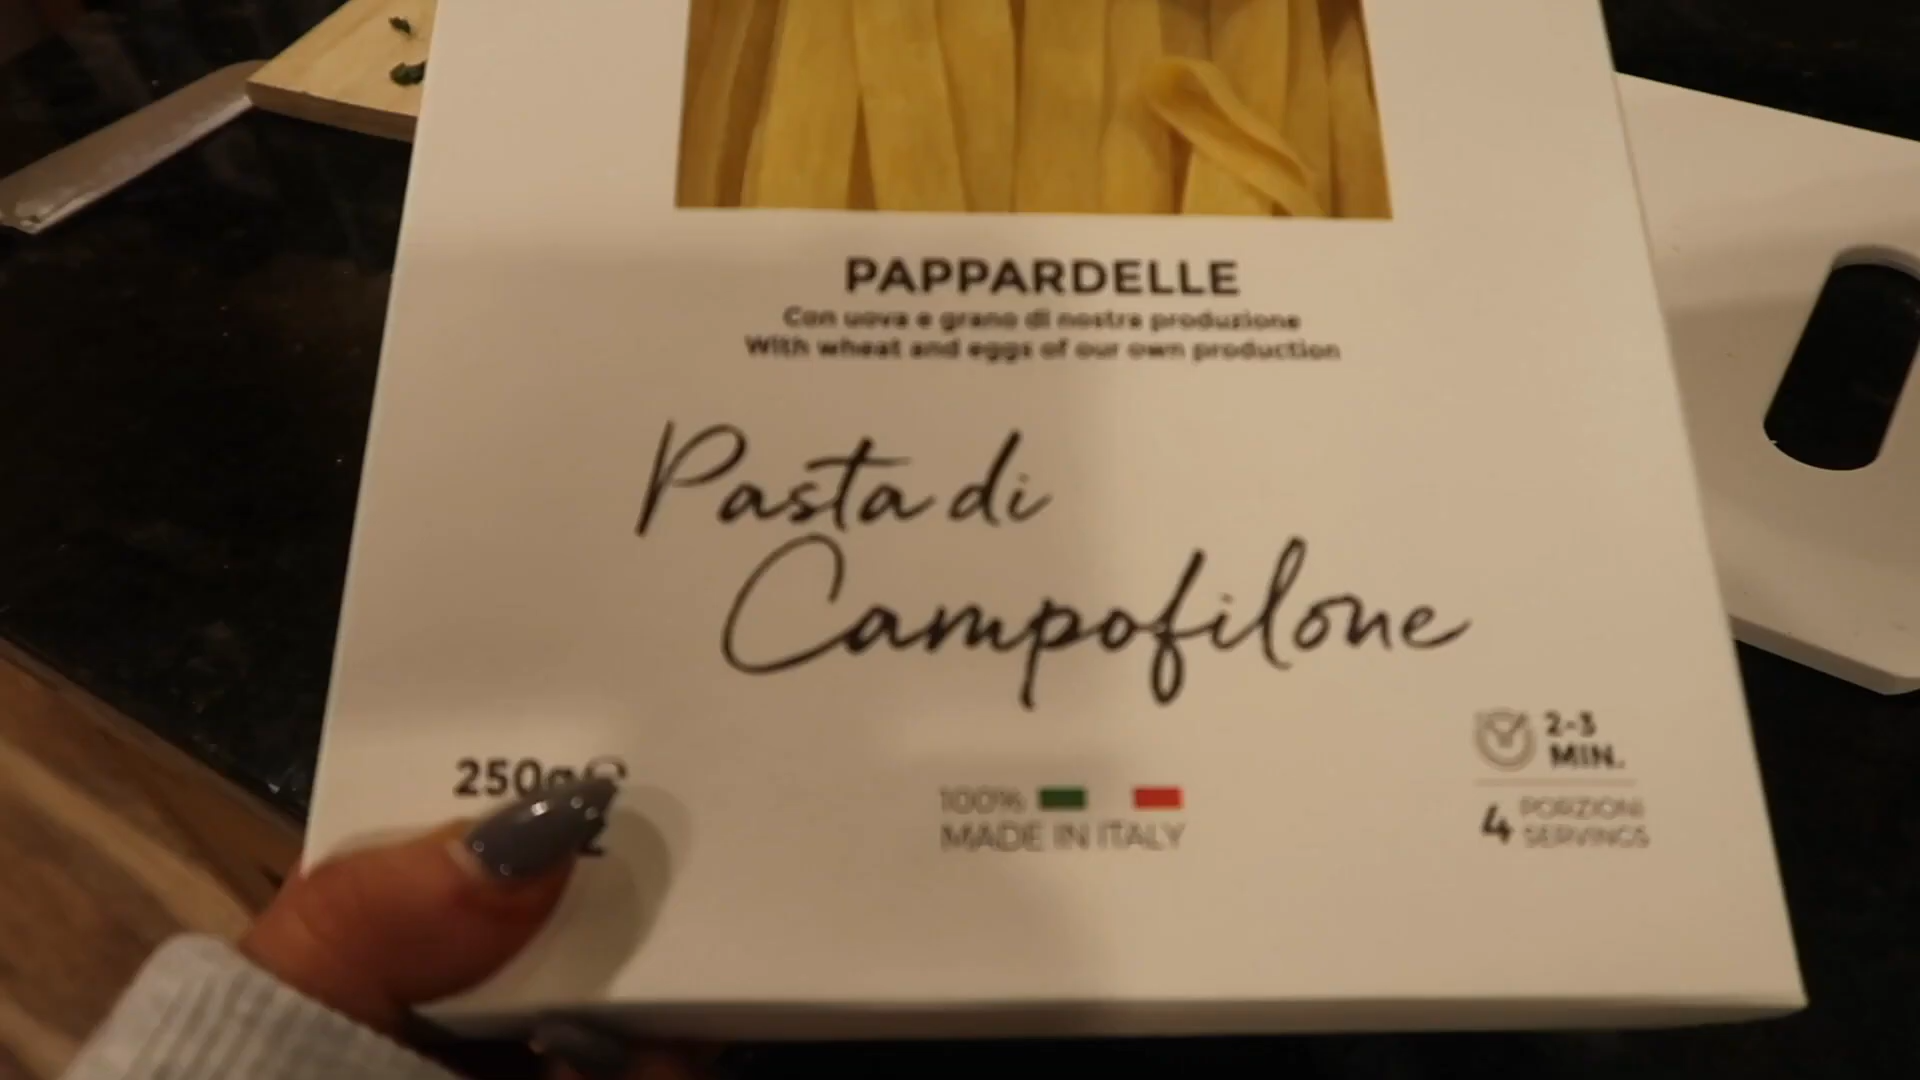 PAPPARDELLE
Con uova e grano di nostra produzione
With wheat and eggs of our own production
Pasta di
Campofilone
250g
2-3
MIN.
100%
MADE IN ITALY
4 PORZIONI
SERVINGS